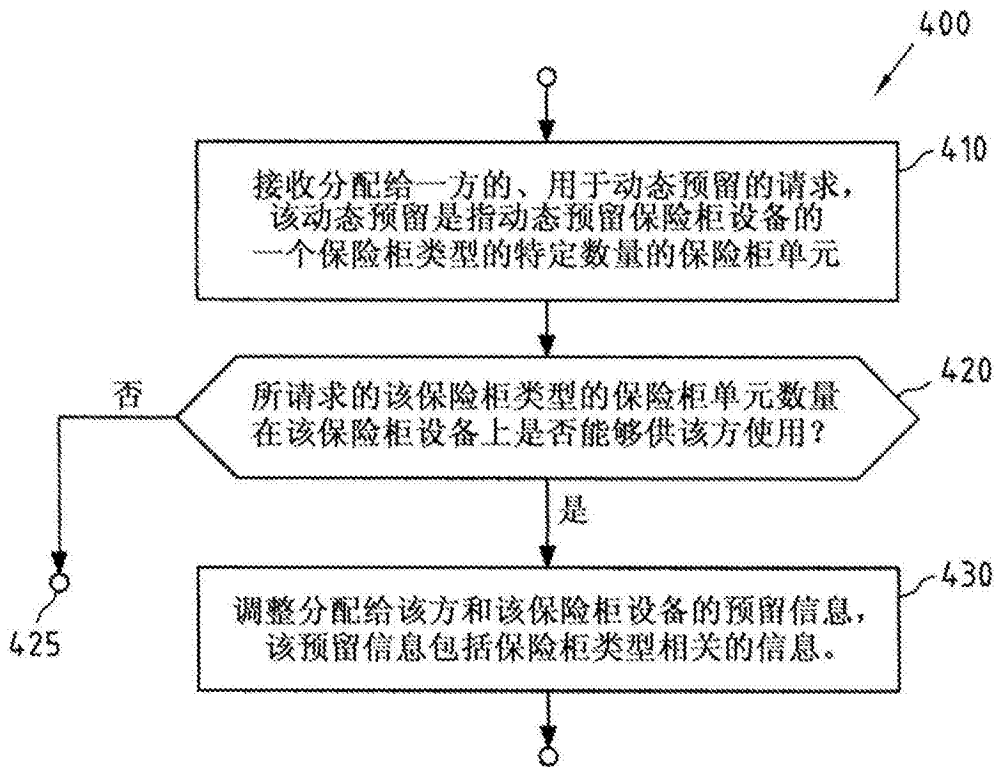 400
410
接收分配给一方的、用于动态预留的请求，
该动态预留是指动态预留保险柜设备的
一个保险柜类型的特定数量的保险柜单元
420
否
所请求的该保险柜类型的保险柜单元数量
在该保险柜设备上是否能够供该方使用？
是
430
425
调整分配给该方和该保险柜设备的预留信息，
该预留信息包括保险柜类型相关的信息。